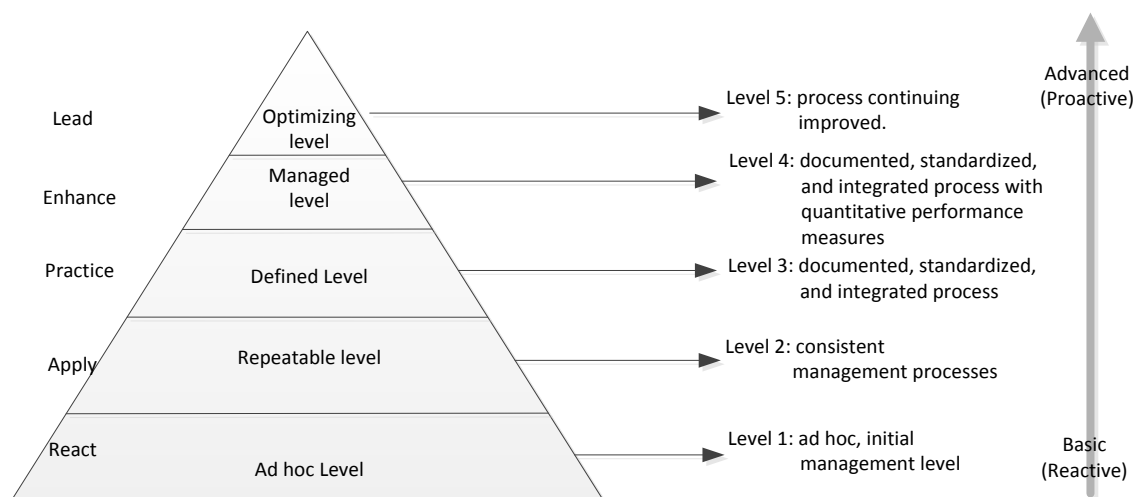 Lead
Optimizing
level
Level 5: process continuing
improved.
Advanced
(Proactive)
Enhance
Managed
level
Level 4: documented, standardized,
and integrated process with
quantitative performance
measures
Practice
Defined Level
Level 3: documented, standardized,
and integrated process
Apply
Repeatable level
Level 2: consistent
management processes
React
Ad hoc Level
Level 1: ad hoc, initial
management level
Basic
(Reactive)